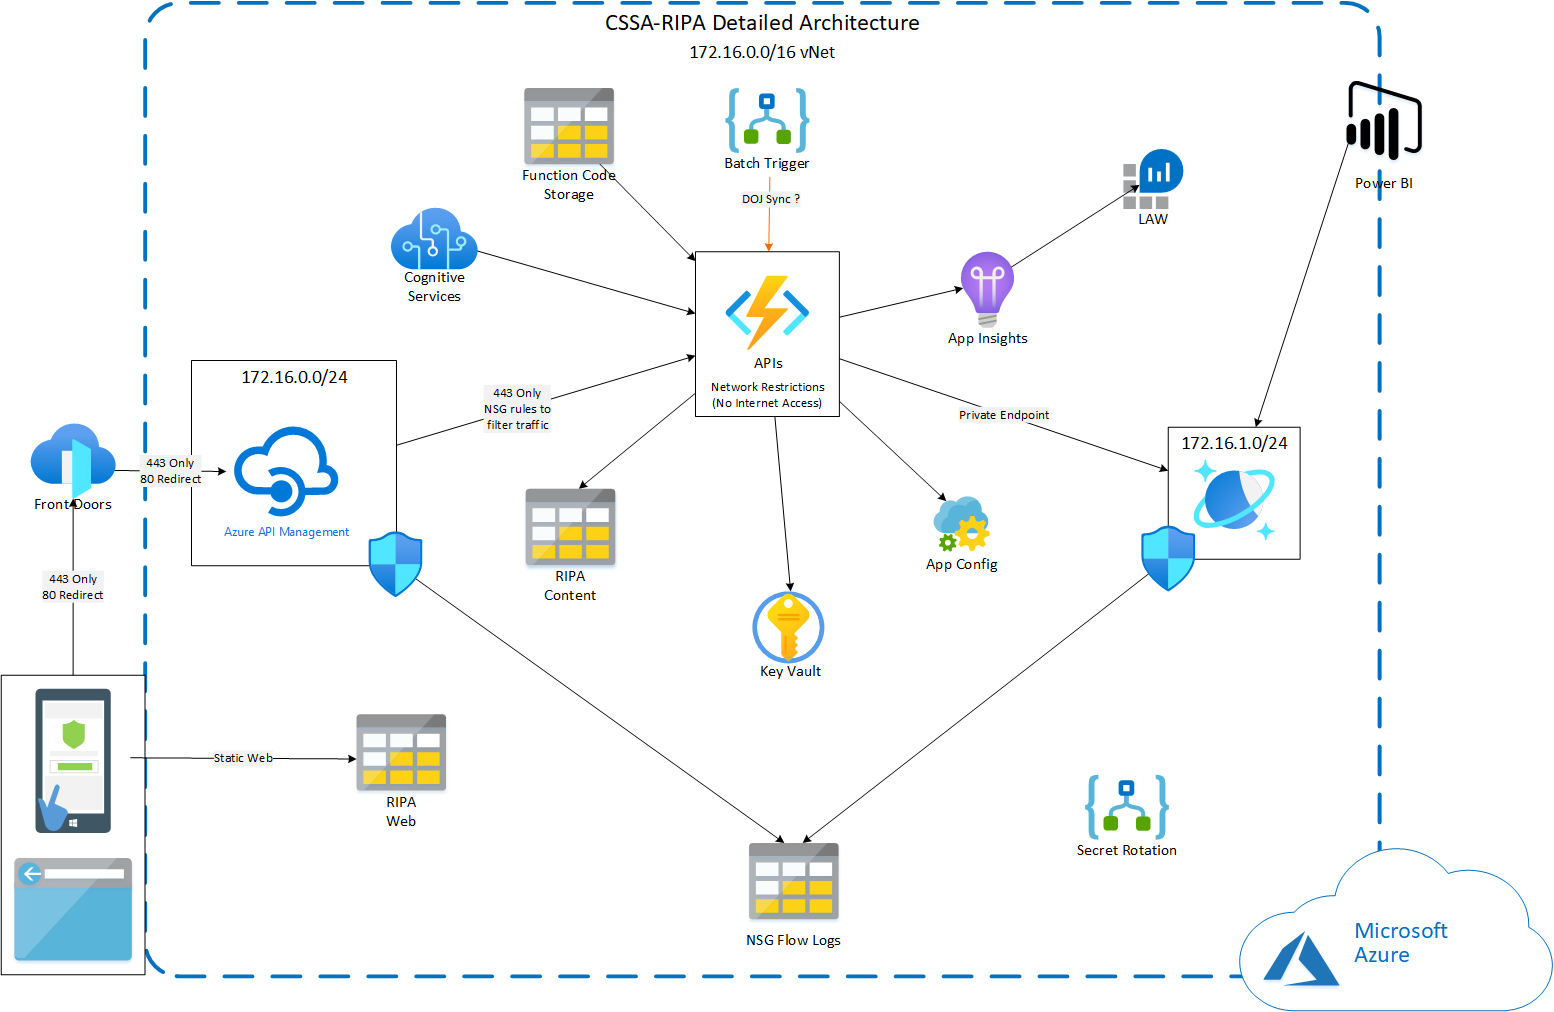 CSSA-RIPA Detailed Architecture
172.16.0.0/16 vNet
Function Code
Storage
Batch Trigger
DOJ Sync ?
LAW
Power BI
Cognitive
Services
App Insights
APIs
Network Restrictions
(No Internet Access)
172.16.0.0/24
443 Only
NSG rules to
filter traffic
Private Endpoint
172.16.1.0/24
443 Only
80 Redirect
Front Doors
Azure API Management
App Config
RIPA
Content
443 Only
80 Redirect
Key Vault
Static Web
RIPA
Web
Secret Rotation
NSG Flow Logs
Microsoft
Azure